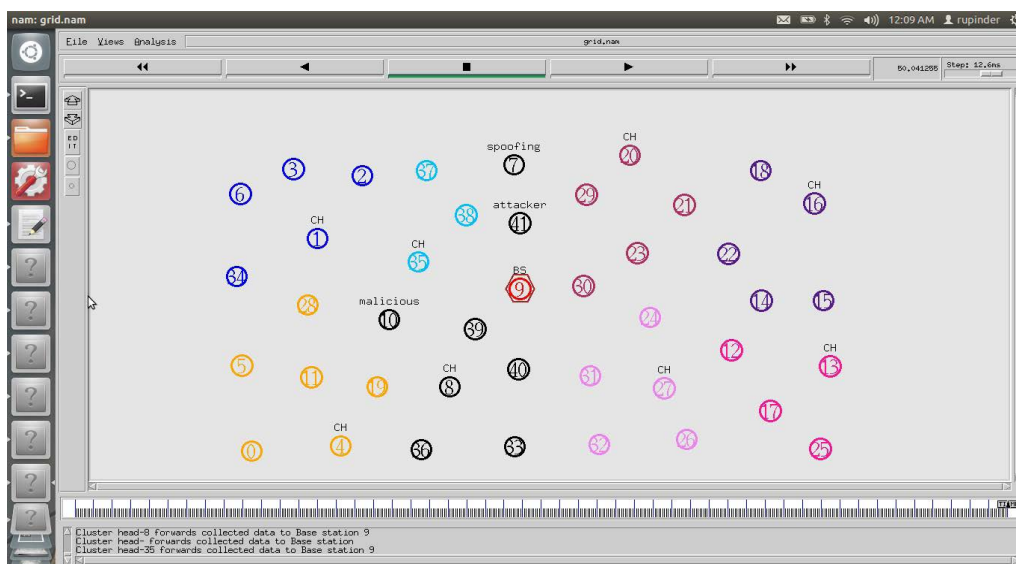 nam: grid.nam
12:09 AM rupinder
File Views Analysis grid.nam
50.041255 Step: 12.6ms
ED
IT
CH
20
spoofing
7
3
2
37
18
CH
16
6
29
21
attacker
41
38
CH
1
CH
35
23
22
34
BS
9
30
28
malicious
10
39
24
14
15
12
CH
13
5
11
19
CH
8
40
31
CH
27
17
0
CH
4
36
33
32
26
25
TIME
Cluster head-8 forwards collected data to Base station 9
Cluster head- forwards collected data to Base station
Cluster head-35 forwards collected data to Base station 9